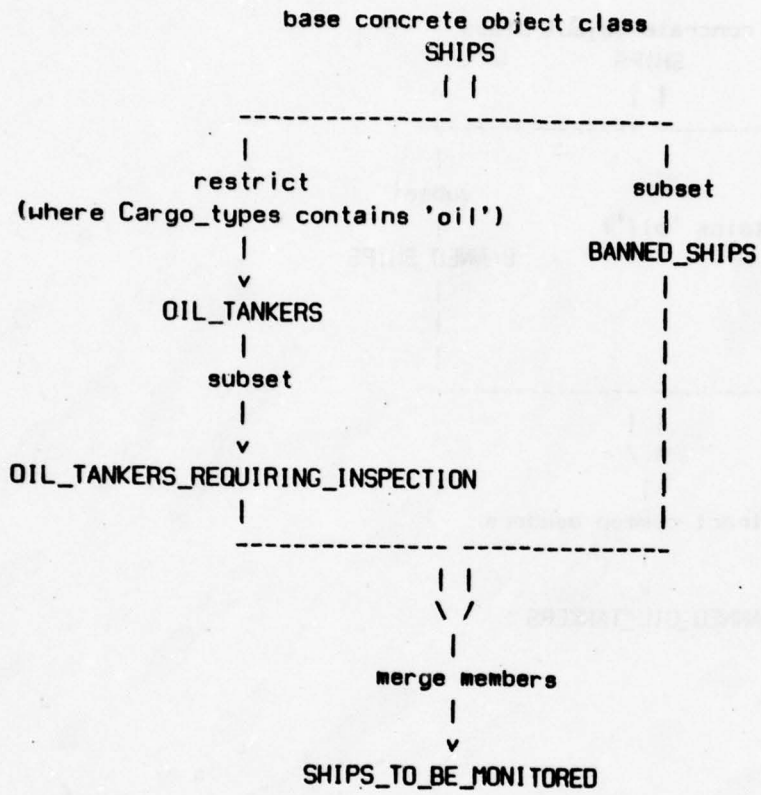 base concrete object class
SHIPS
restrict
subset
(where Cargo_types contains 'oil')
BANNED_SHIPS
OIL_TANKERS
subset
OIL_TANKERS_REQUIRING_INSPECTION
merge members
SHIPS_TO_BE_MONITORED